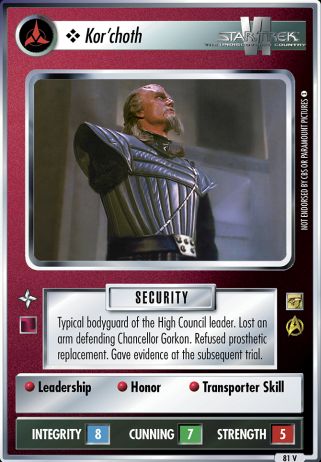 ❖ Kor'choth
STAR TREK VI
THE UNDISCOVERED COUNTRY
NOT ENDORSED BY CBS OR PARAMOUNT PICTURES
SECURITY
Typical bodyguard of the High Council leader. Lost an
arm defending Chancellor Gorkon. Refused prosthetic
replacement. Gave evidence at the subsequent trial.
Leadership Honor Transporter Skill
INTEGRITY 8 CUNNING 7 STRENGTH 5
81 V